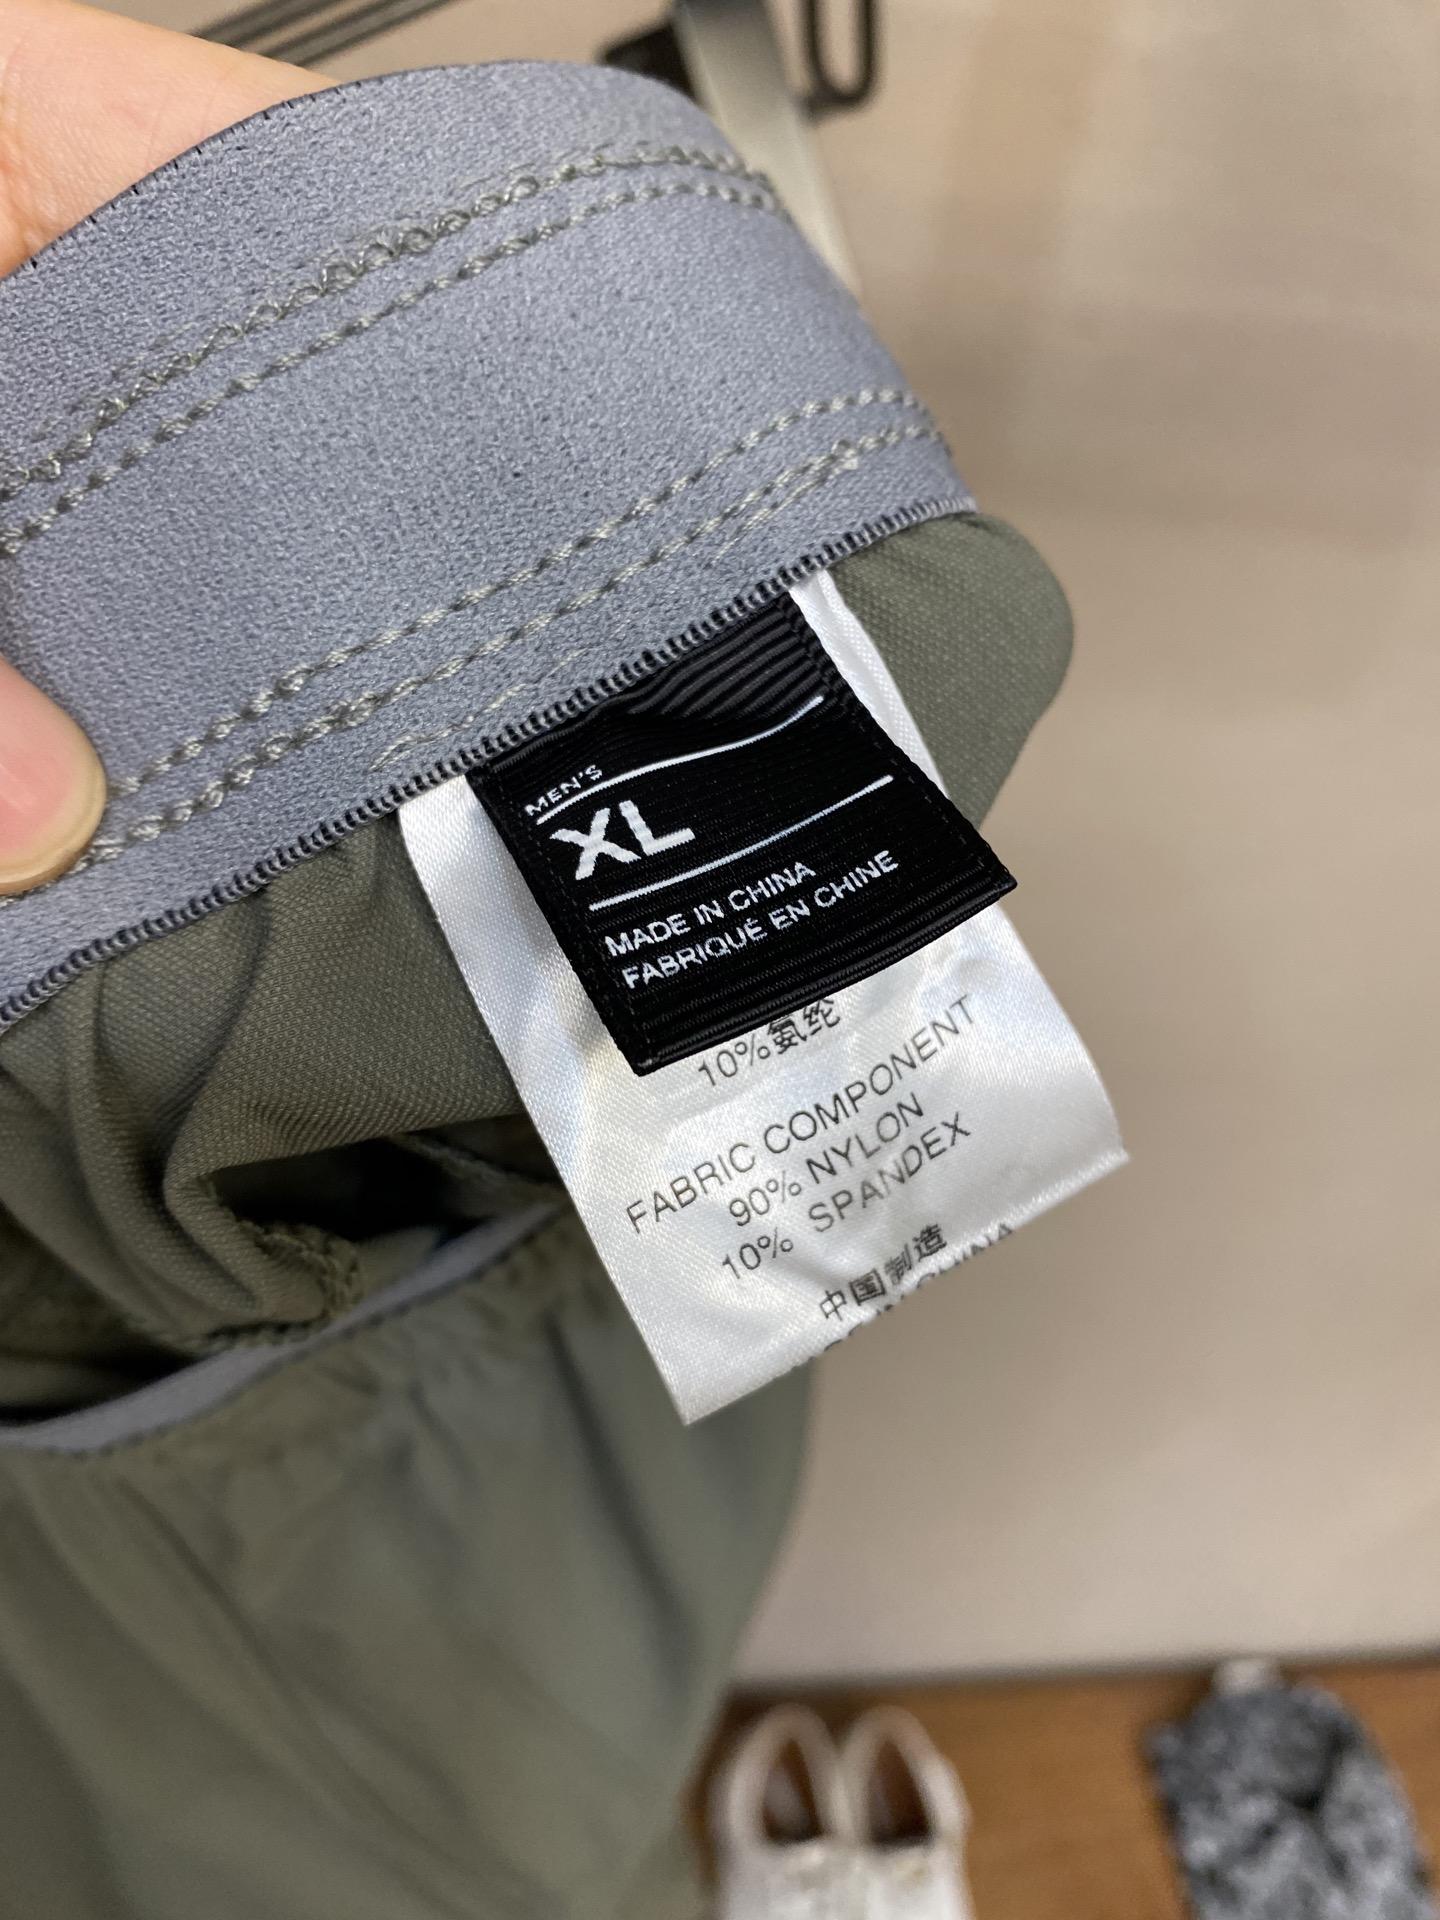 MEN'S
XL
MADE IN CHINA
FABRIQUÉ EN CHINE
10%氨纶
FABRIC COMPONENT
90% NYLON
10% SPANDEX
中国制造
CHINA